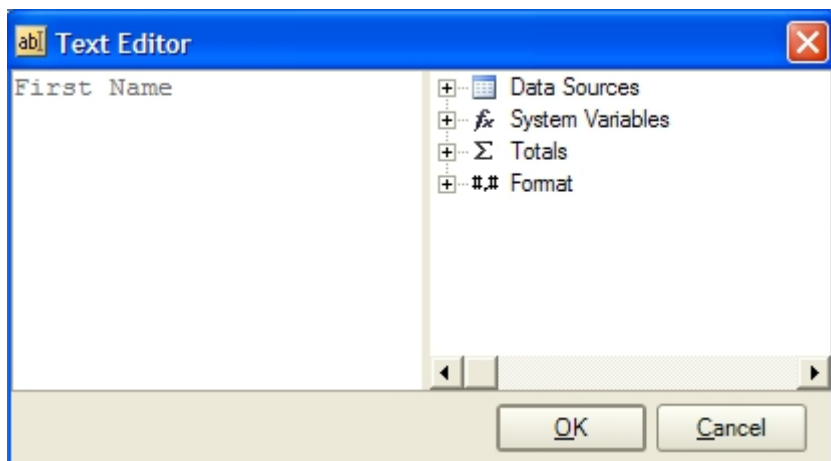 Text Editor
First Name
Data Sources
System Variables
Totals
Format
OK
Cancel